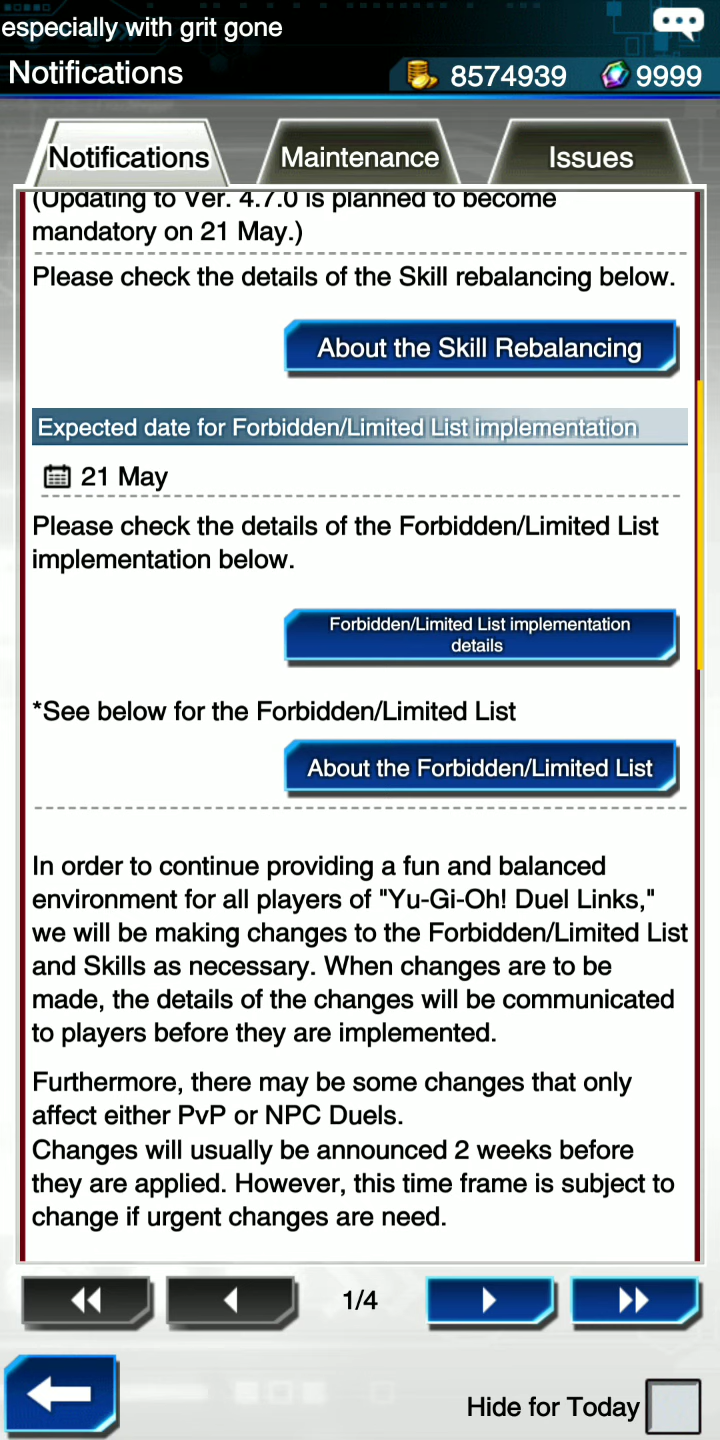 especially with grit gone
Notifications
8574939
9999
Notifications
Maintenance
Issues
(Updating to Ver. 4.7.0 is planned to become
mandatory on 21 May.)
Please check the details of the Skill rebalancing below.
About the Skill Rebalancing
Expected date for Forbidden/Limited List implementation
21 May
Please check the details of the Forbidden/Limited List
implementation below.
Forbidden/Limited List implementation
details
*See below for the Forbidden/Limited List
About the Forbidden/Limited List
In order to continue providing a fun and balanced
environment for all players of "Yu-Gi-Oh! Duel Links,"
we will be making changes to the Forbidden/Limited List
and Skills as necessary. When changes are to be
made, the details of the changes will be communicated
to players before they are implemented.
Furthermore, there may be some changes that only
affect either PvP or NPC Duels.
Changes will usually be announced 2 weeks before
they are applied. However, this time frame is subject to
change if urgent changes are need.
1/4
Hide for Today